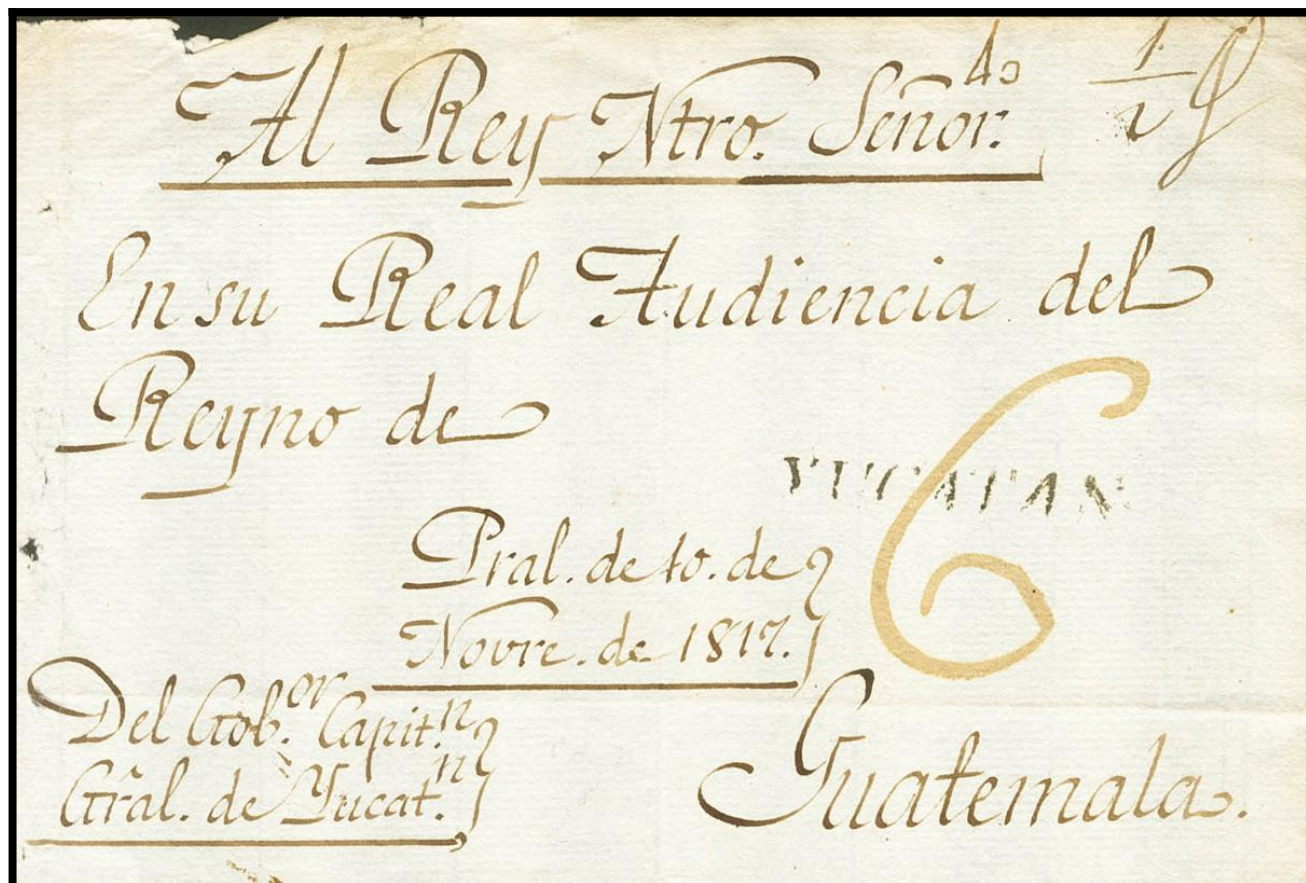 Al Rey Ntro. Señor.
En su Real Audiencia del
Reyno de
YUCATAN
6
Pral. de 10. de
Novre. de 1817.
Del Gob.or Capit.n
Grãl. de Yucat.n
Guatemala.